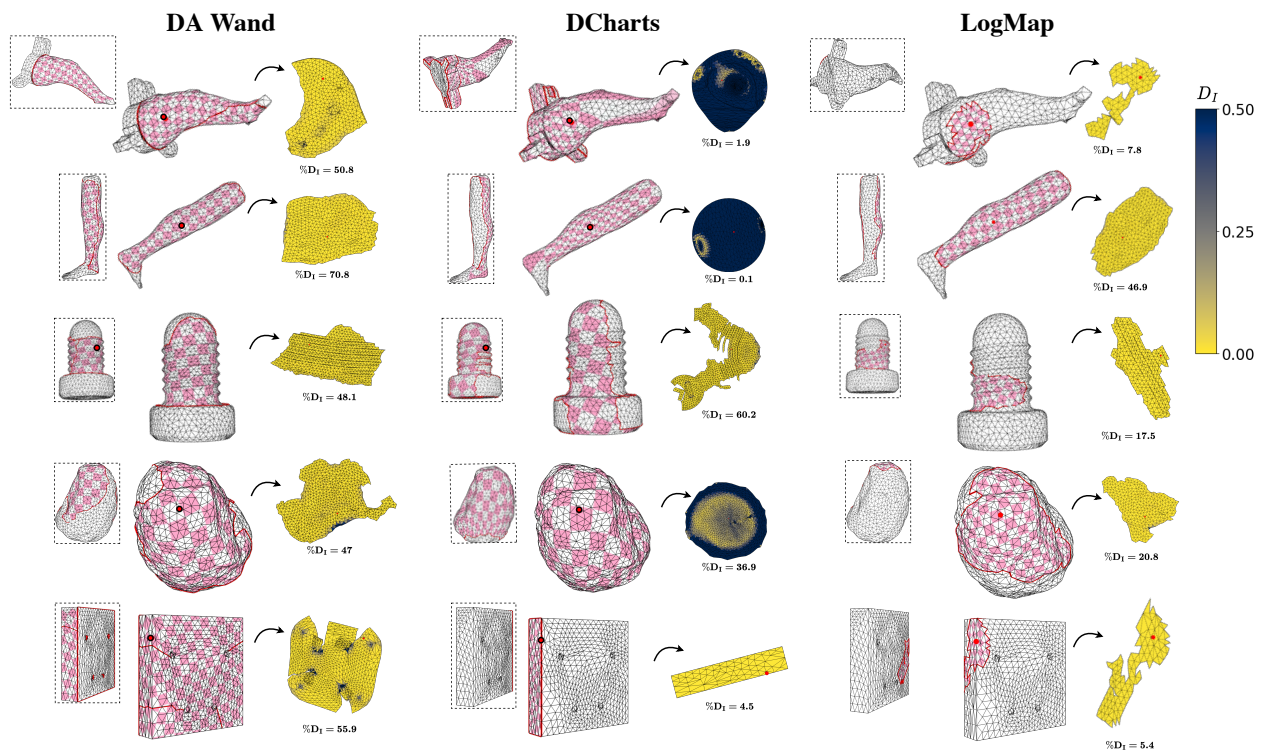 DA Wand
DCharts
LogMap
%D_I = 50.8
%D_I = 1.9
%D_I = 7.8
D_I
0.50
0.25
0.00
%D_I = 70.8
%D_I = 0.1
%D_I = 46.9
%D_I = 48.1
%D_I = 60.2
%D_I = 17.5
%D_I = 47
%D_I = 36.9
%D_I = 20.8
%D_I = 55.9
%D_I = 4.5
%D_I = 5.4